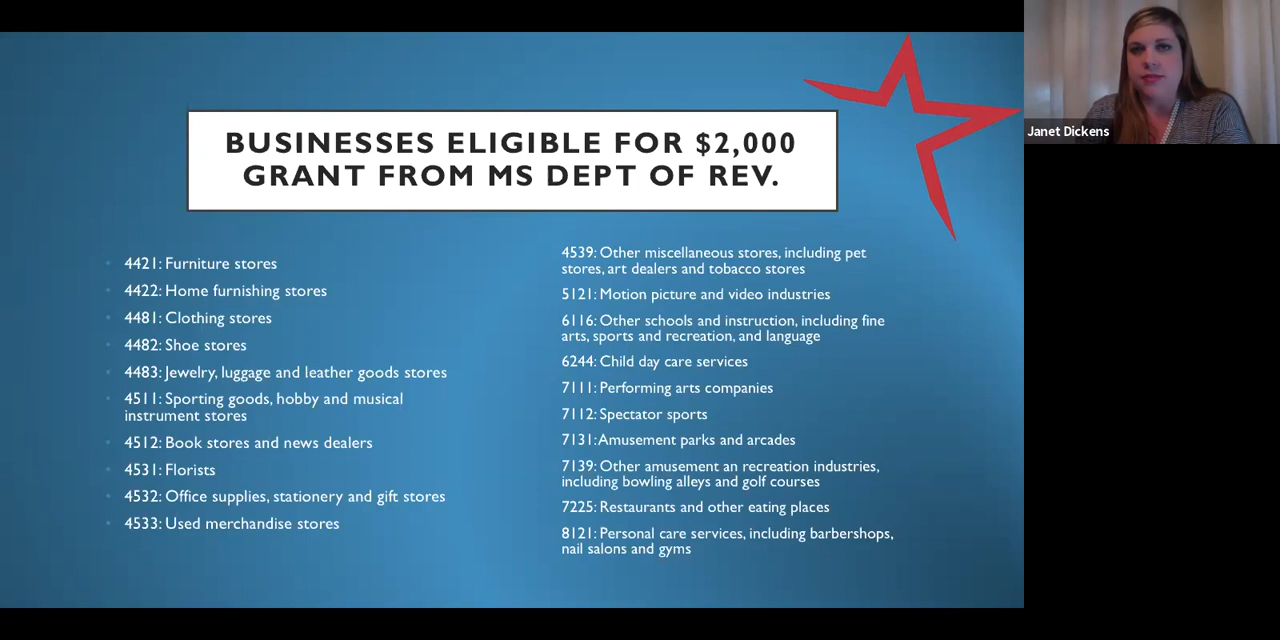 BUSINESSES ELIGIBLE FOR $2,000
GRANT FROM MS DEPT OF REV.
4421: Furniture stores
4422: Home furnishing stores
4481: Clothing stores
4482: Shoe stores
4483: Jewelry, luggage and leather goods stores
4511: Sporting goods, hobby and musical
instrument stores
4512: Book stores and news dealers
4531: Florists
4532: Office supplies, stationery and gift stores
4533: Used merchandise stores
4539: Other miscellaneous stores, including pet
stores, art dealers and tobacco stores
5121: Motion picture and video industries
6116: Other schools and instruction, including fine
arts, sports and recreation, and language
6244: Child day care services
7111: Performing arts companies
7112: Spectator sports
7131:Amusement parks and arcades
7139: Other amusement an recreation industries,
including bowling alleys and golf courses
7225: Restaurants and other eating places
8121: Personal care services, including barbershops,
nail salons and gyms
Janet Dickens